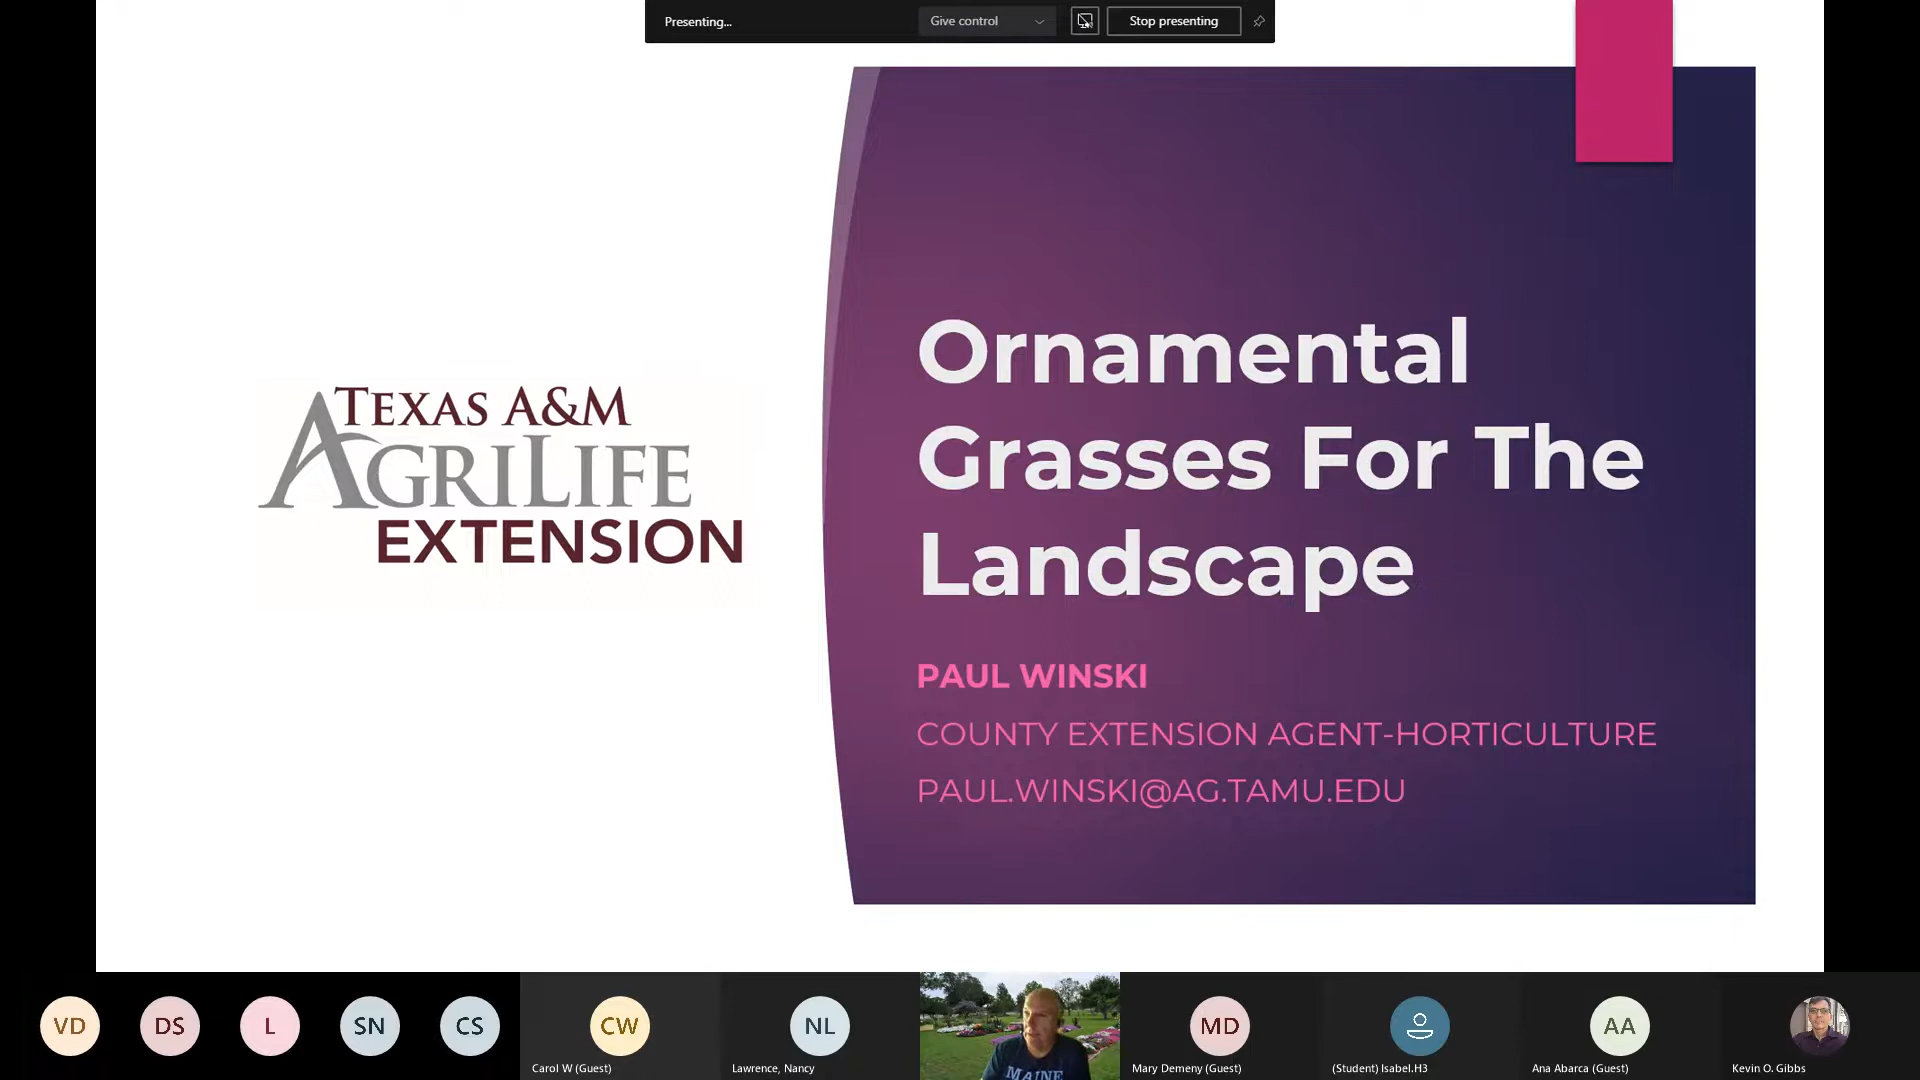 Presenting...
Give control
Stop presenting
TEXAS A&M
AGRILIFE
EXTENSION
Ornamental
Grasses For The
Landscape
PAUL WINSKI
COUNTY EXTENSION AGENT-HORTICULTURE
PAUL.WINSKI@AG.TAMU.EDU
VD
DS
L
SN
CS
CW
NL
MAINE
MD
AA
Carol W (Guest)
Lawrence, Nancy
Mary Demeny (Guest)
(Student) Isabel.H3
Ana Abarca (Guest)
Kevin O. Gibbs